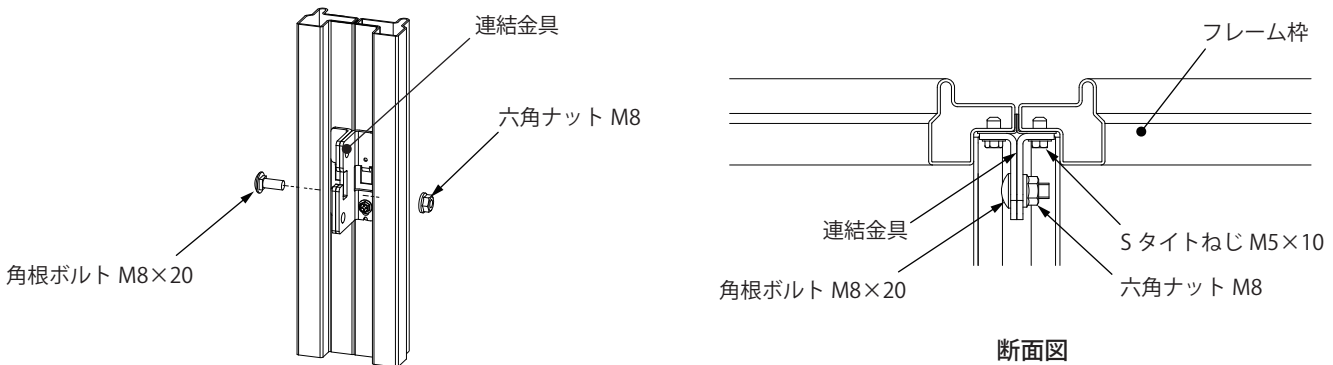 連結金具
六角ナット M8
角根ボルト M8×20
フレーム枠
連結金具
S タイトねじ M5×10
角根ボルト M8×20
六角ナット M8
断面図